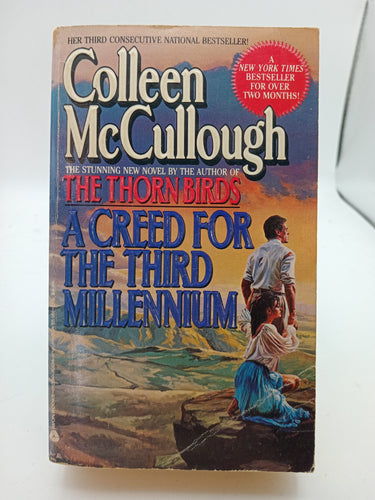 HER THIRD CONSECUTIVE NATIONAL BESTSELLER!
Colleen
McCullough
A
NEW YORK TIMES
BESTSELLER
FOR OVER
TWO MONTHS!
THE STUNNING NEW NOVEL BY THE AUTHOR OF
THE THORN BIRDS
A CREED FOR
THE THIRD
MILLENNIUM